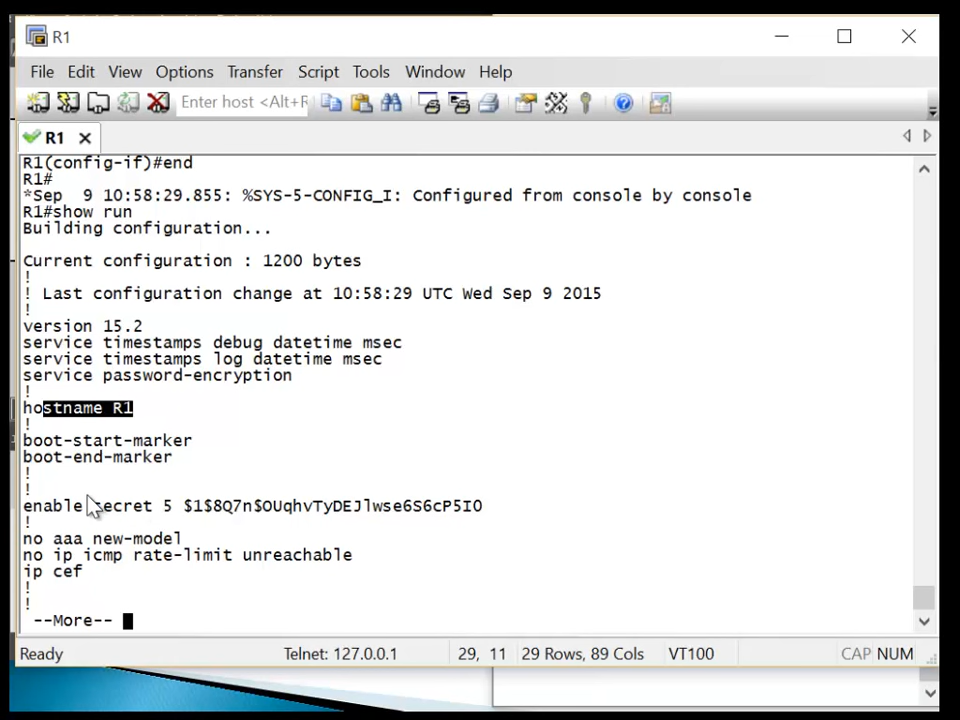 R1
File Edit View Options Transfer Script Tools Window Help
Enter host <Alt+R
R1
R1(config-if)#end
R1#
*Sep  9 10:58:29.855: %SYS-5-CONFIG_I: Configured from console by console
R1#show run
Building configuration...
Current configuration : 1200 bytes
!
! Last configuration change at 10:58:29 UTC Wed Sep 9 2015
!
version 15.2
service timestamps debug datetime msec
service timestamps log datetime msec
service password-encryption
!
hostname R1
!
boot-start-marker
boot-end-marker
!
!
enable secret 5 $1$8Q7n$OUqhvTyDEJlwse6S6cP5I0
!
no aaa new-model
no ip icmp rate-limit unreachable
ip cef
!
!
--More--
Ready Telnet: 127.0.0.1 29, 11 29 Rows, 89 Cols VT100 CAP NUM